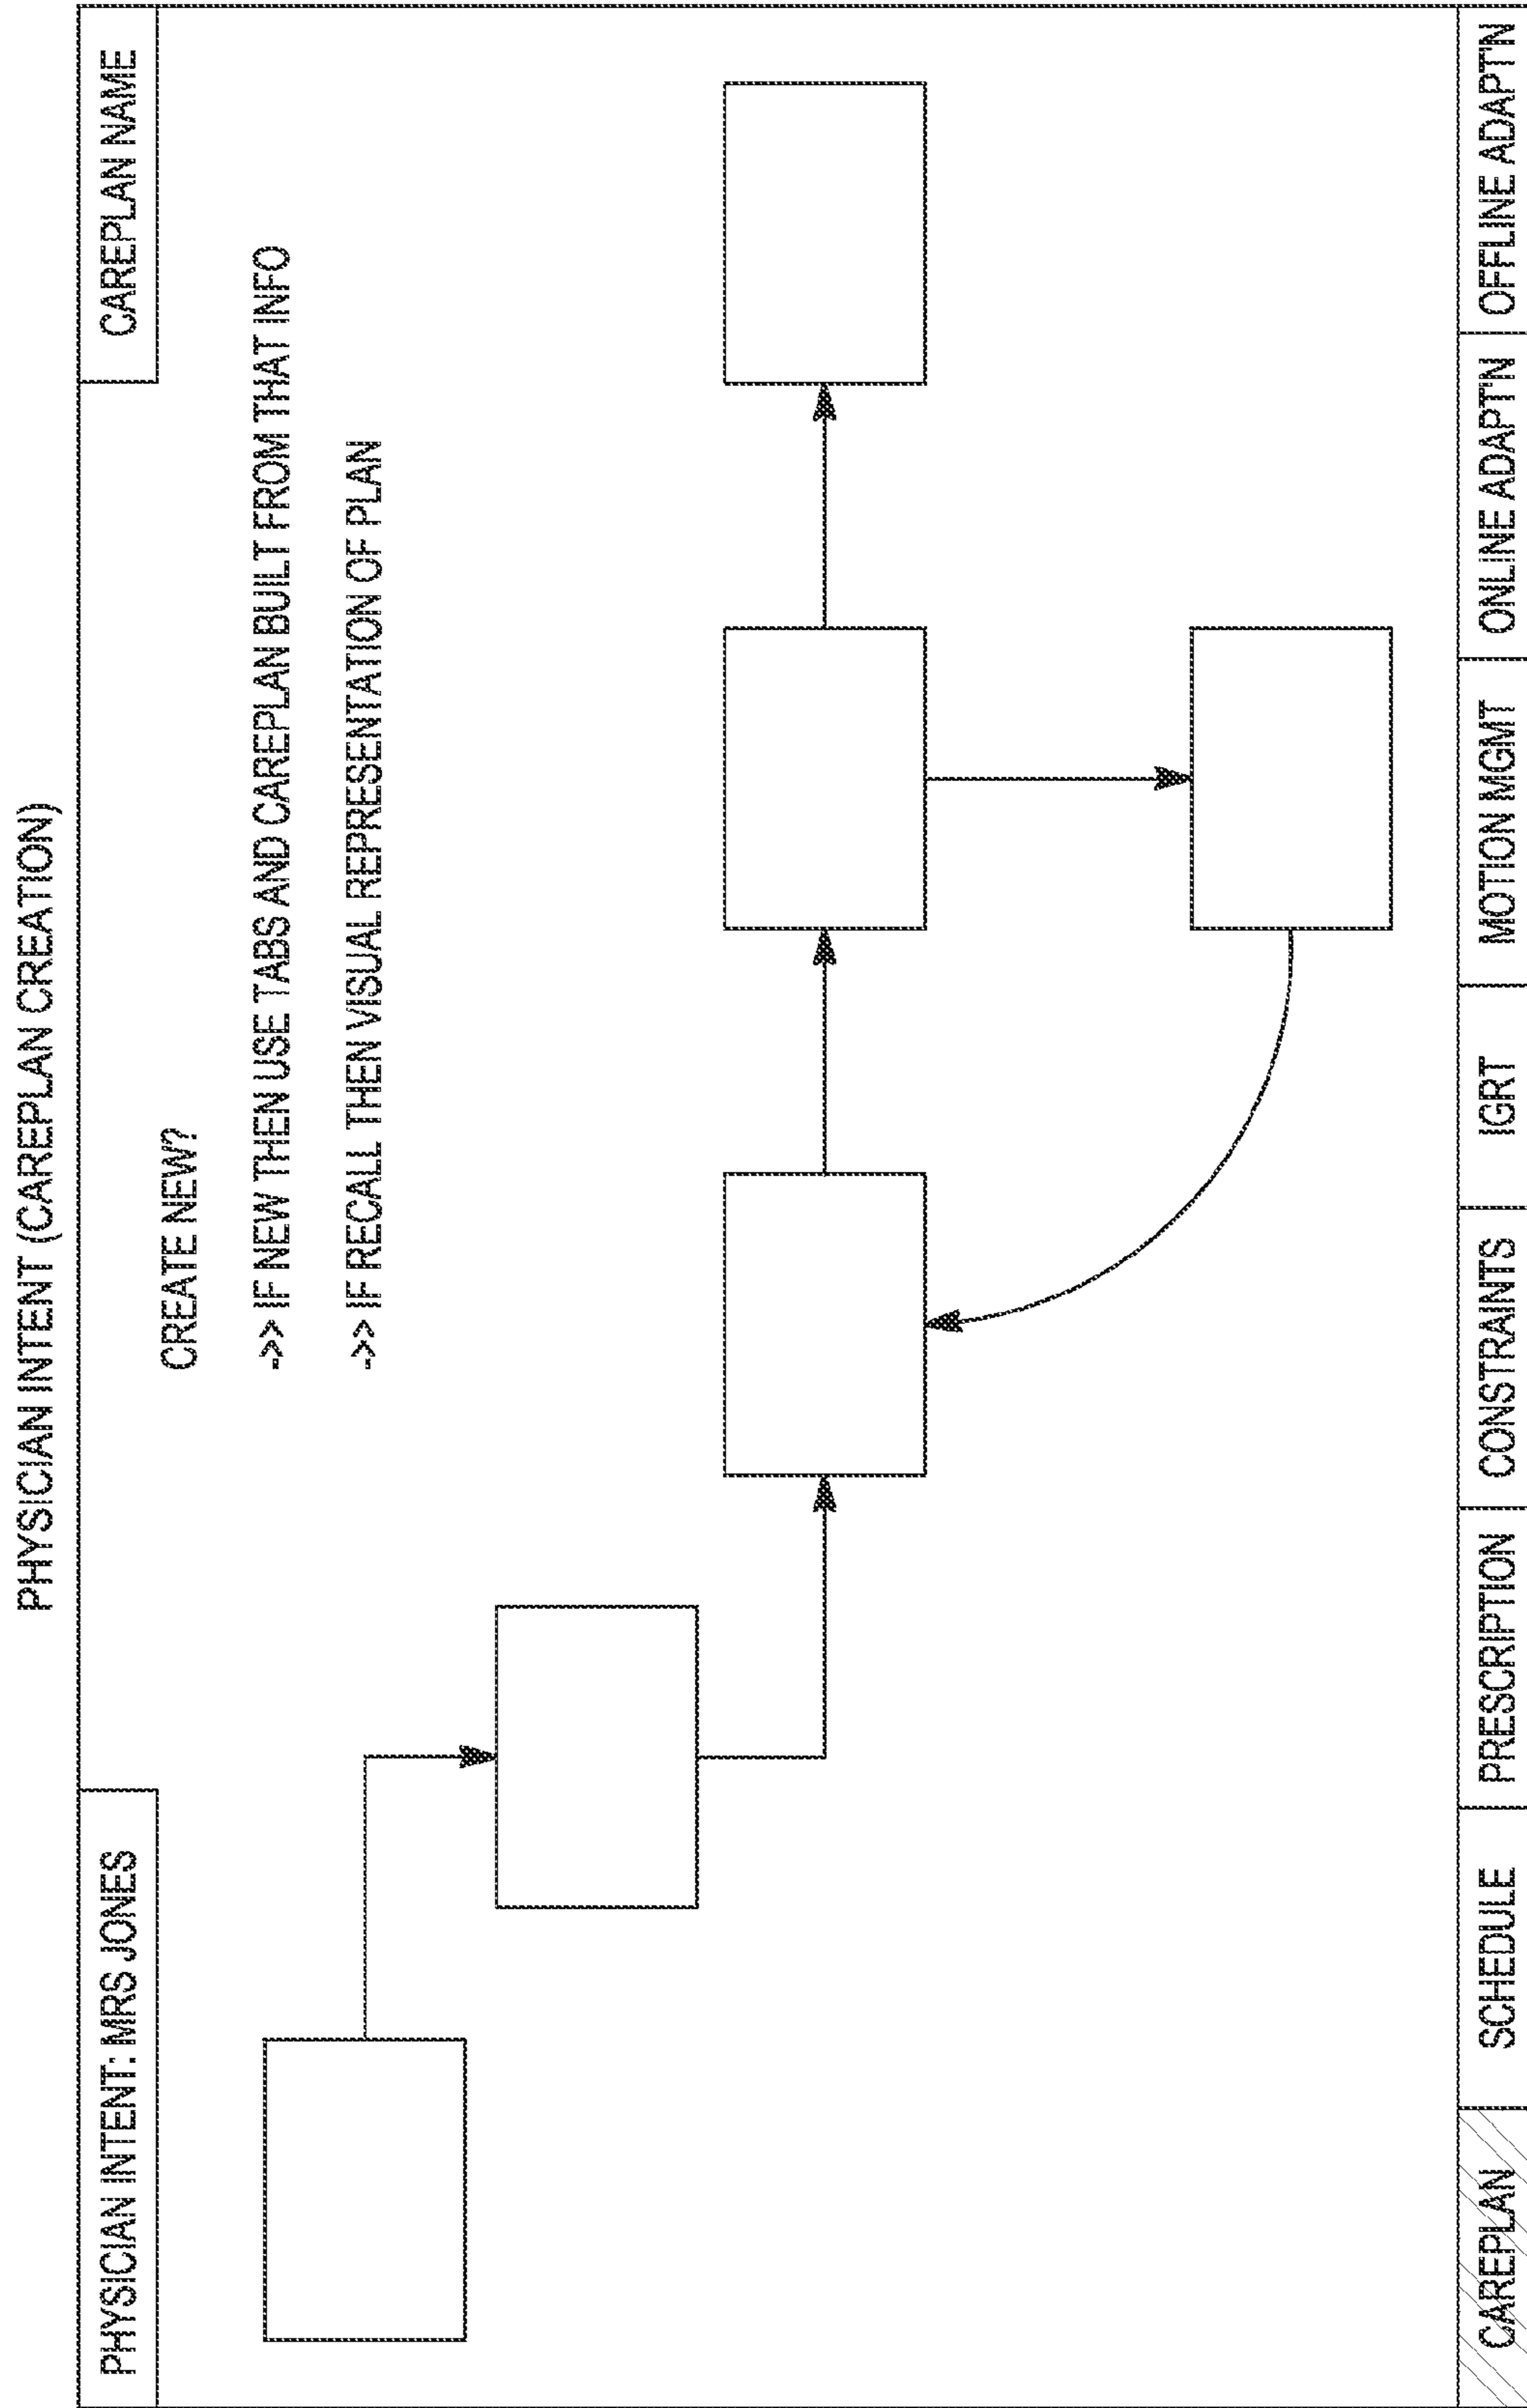 PHYSICIAN INTENT (CAREPLAN CREATION)
PHYSICIAN INTENT: MRS JONES
CAREPLAN NAME
CREATE NEW?
->> IF NEW THEN USE TABS AND CAREPLAN BUILT FROM THAT INFO
->> IF RECALL THEN VISUAL REPRESENTATION OF PLAN
CAREPLAN
SCHEDULE
PRESCRIPTION
CONSTRAINTS
IGRT
MOTION MGMT
ONLINE ADAPT'N
OFFLINE ADAPT'N